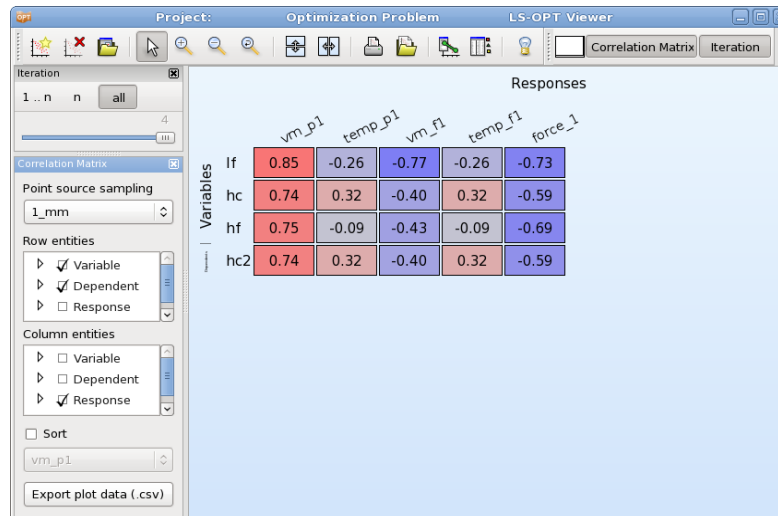 OPT Project: Optimization Problem LS-OPT Viewer
Correlation Matrix Iteration
Iteration
1 .. n n all
4
Correlation Matrix
Point source sampling
1_mm
Row entities
Variable
Dependent
Response
Column entities
Variable
Dependent
Response
Sort
vm_p1
Export plot data (.csv)
Responses
vm_p1 temp_p1 vm_f1 temp_f1 force_1
Variables
lf 0.85 -0.26 -0.77 -0.26 -0.73
hc 0.74 0.32 -0.40 0.32 -0.59
hf 0.75 -0.09 -0.43 -0.09 -0.69
hc2 0.74 0.32 -0.40 0.32 -0.59